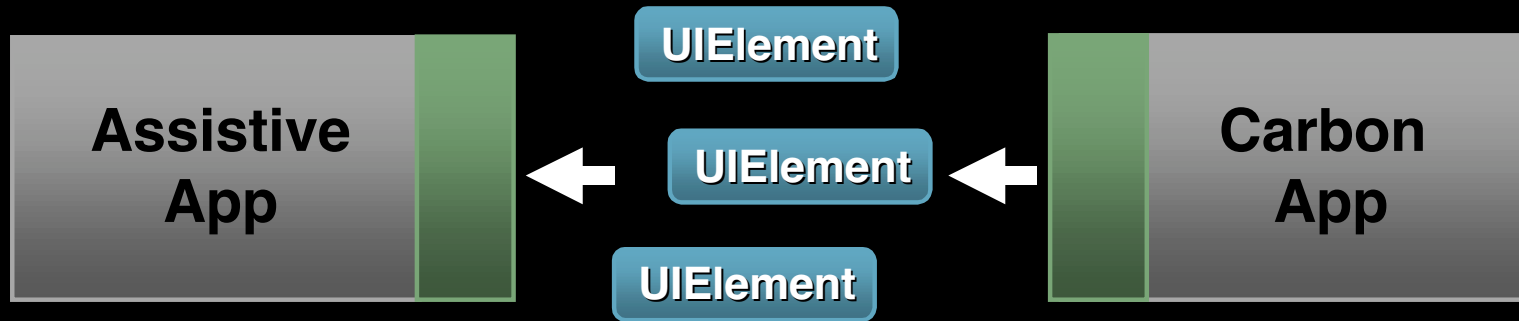 Assistive
App
UIElement
UIElement
UIElement
Carbon
App